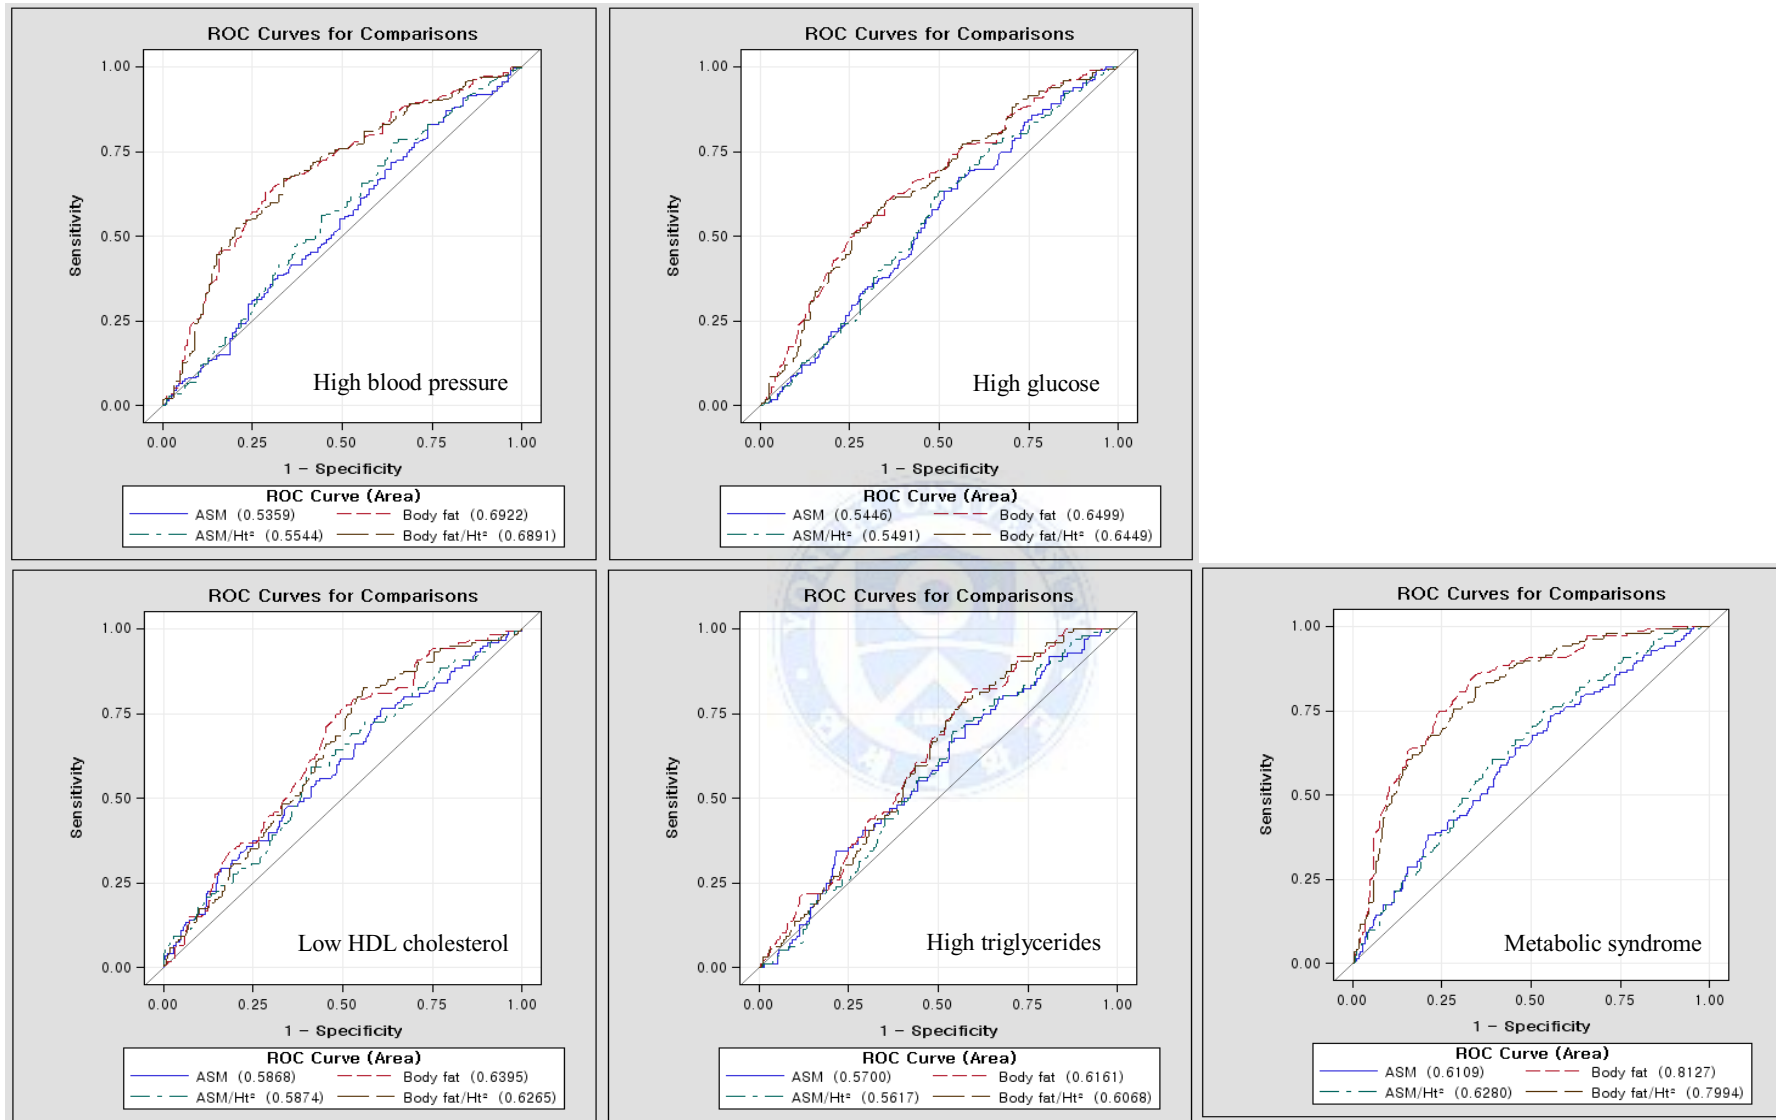 ROC Curves for Comparisons
1.00
0.75
0.50
0.25
0.00
Sensitivity
High blood pressure
0.00 0.25 0.50 0.75 1.00
1 - Specificity
ROC Curve (Area)
ASM (0.5359) Body fat (0.6922)
ASM/Ht² (0.5544) Body fat/Ht² (0.6891)
ROC Curves for Comparisons
1.00
0.75
0.50
0.25
0.00
Sensitivity
High glucose
0.00 0.25 0.50 0.75 1.00
1 - Specificity
ROC Curve (Area)
ASM (0.5446) Body fat (0.6499)
ASM/Ht² (0.5491) Body fat/Ht² (0.6449)
ROC Curves for Comparisons
1.00
0.75
0.50
0.25
0.00
Sensitivity
Low HDL cholesterol
0.00 0.25 0.50 0.75 1.00
1 - Specificity
ROC Curve (Area)
ASM (0.5868) Body fat (0.6395)
ASM/Ht² (0.5874) Body fat/Ht² (0.6265)
ROC Curves for Comparisons
1.00
0.75
0.50
0.25
0.00
Sensitivity
High triglycerides
0.00 0.25 0.50 0.75 1.00
1 - Specificity
ROC Curve (Area)
ASM (0.5700) Body fat (0.6161)
ASM/Ht² (0.5617) Body fat/Ht² (0.6068)
ROC Curves for Comparisons
1.00
0.75
0.50
0.25
0.00
Sensitivity
Metabolic syndrome
0.00 0.25 0.50 0.75 1.00
1 - Specificity
ROC Curve (Area)
ASM (0.6109) Body fat (0.8127)
ASM/Ht² (0.6280) Body fat/Ht² (0.7994)